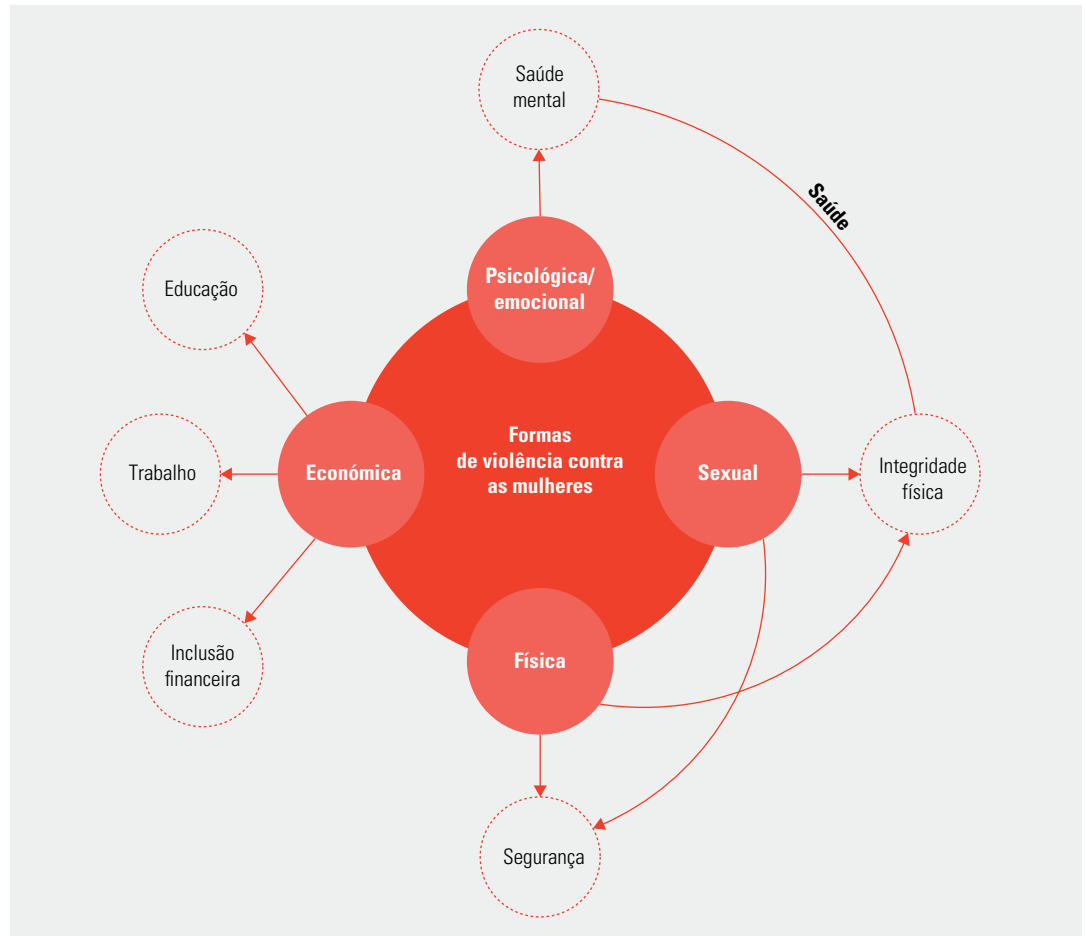 Saúde
mental
Saúde
Psicológica/
emocional
Educação
Formas
de violência contra
as mulheres
Trabalho
Económica
Sexual
Integridade
física
Inclusão
financeira
Física
Segurança